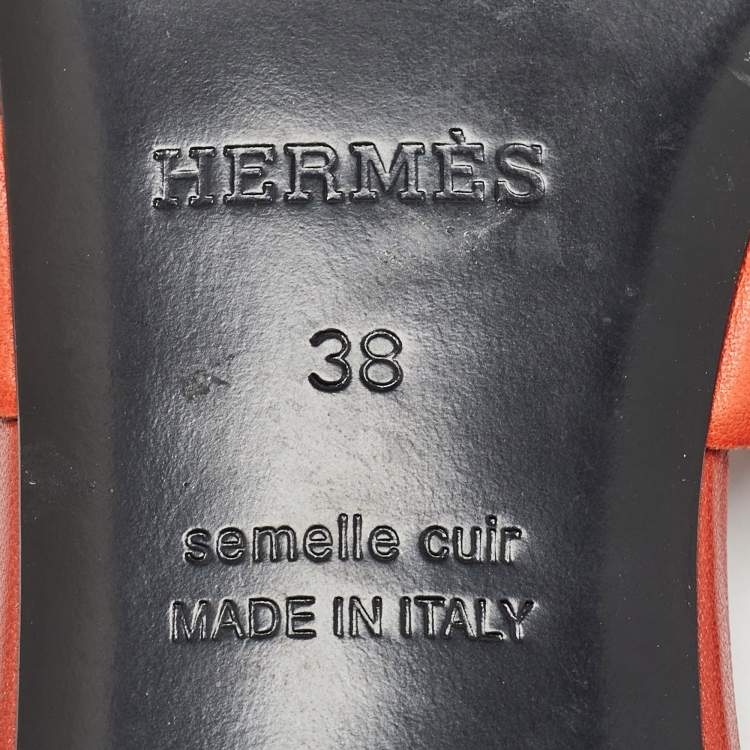 HERMÈS
38
semelle cuir
MADE IN ITALY